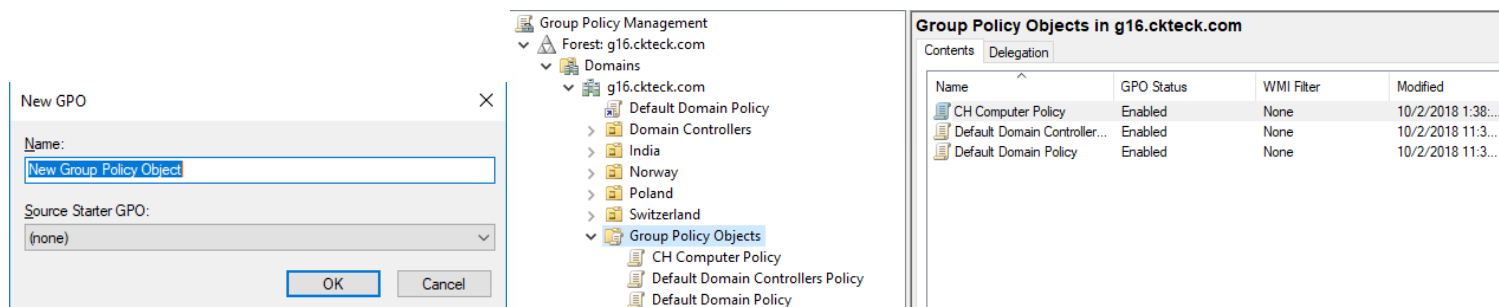 New GPO
Name:
New Group Policy Object
Source Starter GPO:
(none)
OK
Cancel
Group Policy Management
Forest: g16.ckteck.com
Domains
g16.ckteck.com
Default Domain Policy
Domain Controllers
India
Norway
Poland
Switzerland
Group Policy Objects
CH Computer Policy
Default Domain Controllers Policy
Default Domain Policy
Group Policy Objects in g16.ckteck.com
Contents Delegation
Name GPO Status WMI Filter Modified
CH Computer Policy Enabled None 10/2/2018 1:38:...
Default Domain Controller... Enabled None 10/2/2018 11:3...
Default Domain Policy Enabled None 10/2/2018 11:3...